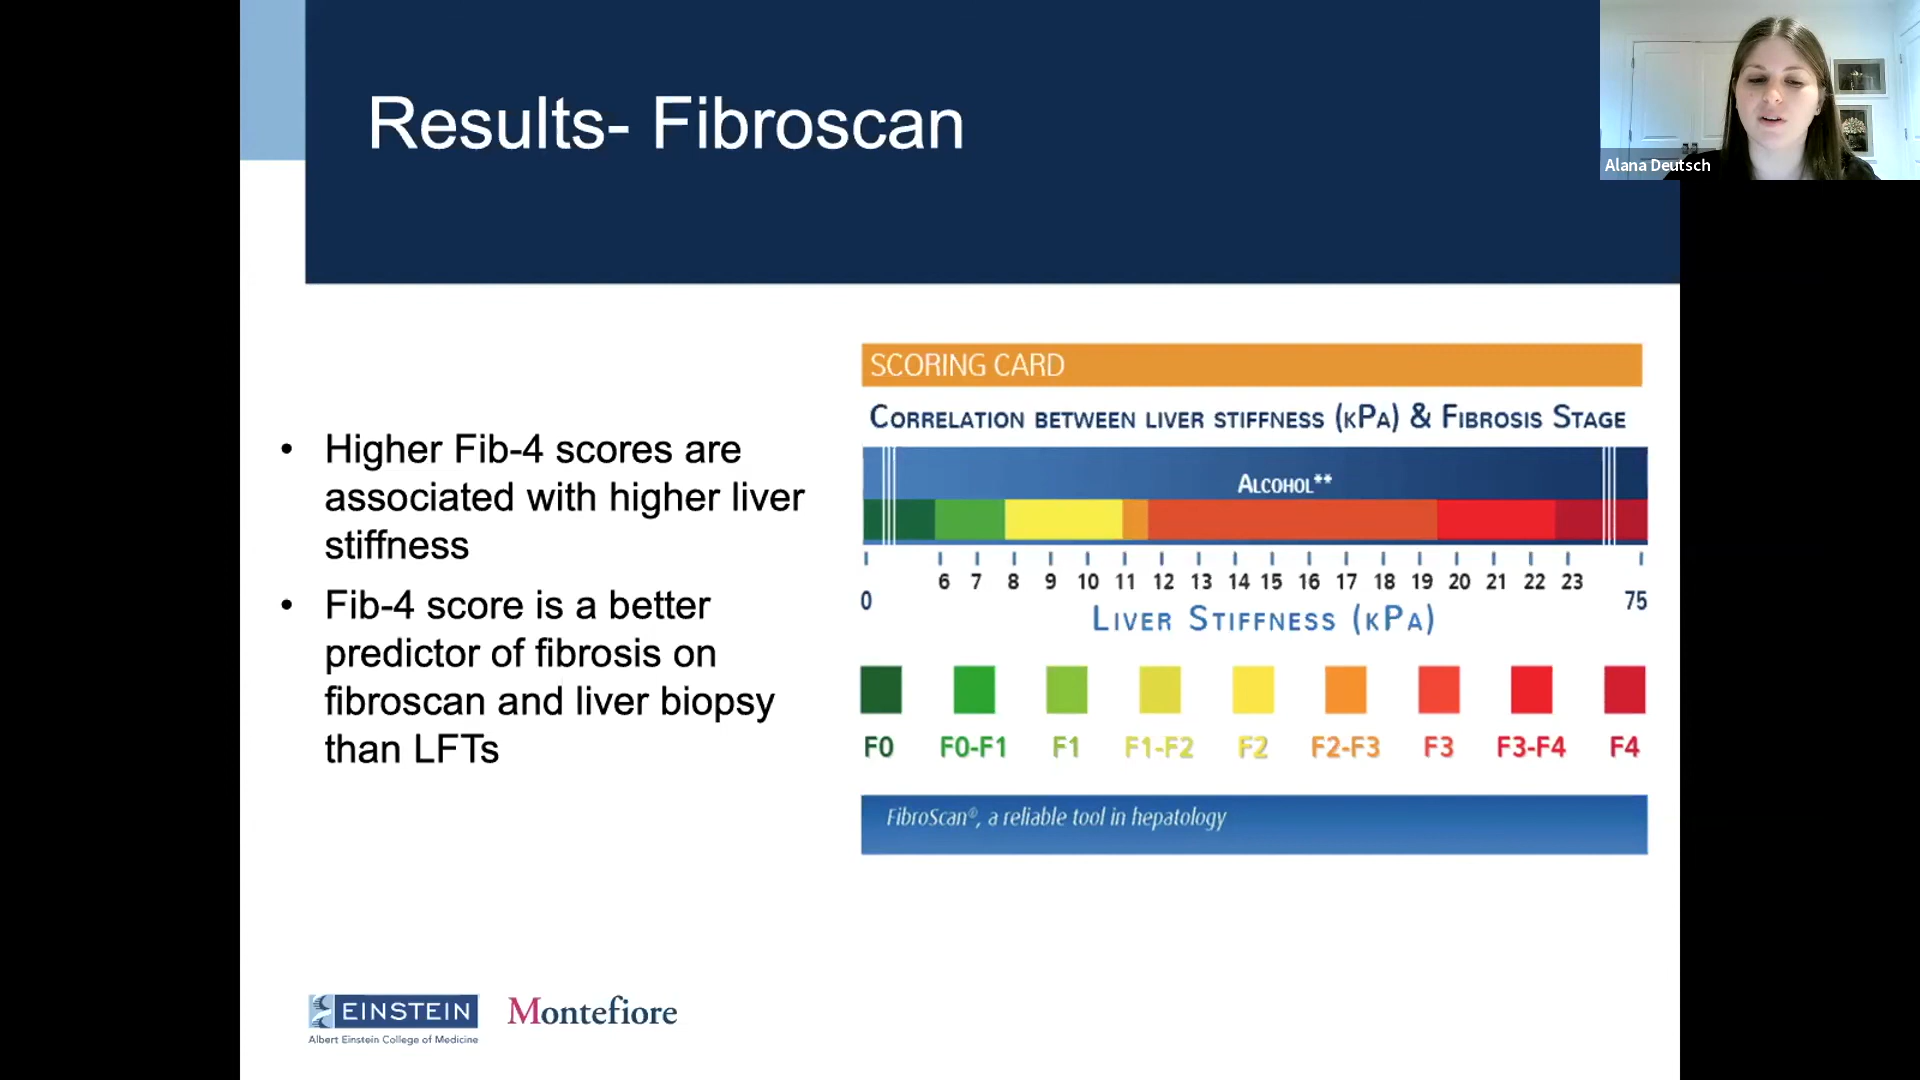 Results- Fibroscan
Alana Deutsch
• Higher Fib-4 scores are
associated with higher liver
stiffness
• Fib-4 score is a better
predictor of fibrosis on
fibroscan and liver biopsy
than LFTs
SCORING CARD
CORRELATION BETWEEN LIVER STIFFNESS (KPA) & FIBROSIS STAGE
ALCOHOL**
6 7 8 9 10 11 12 13 14 15 16 17 18 19 20 21 22 23
0 75
LIVER STIFFNESS (KPA)
F0 F0-F1 F1 F1-F2 F2 F2-F3 F3 F3-F4 F4
FibroScan®, a reliable tool in hepatology
EINSTEIN
Albert Einstein College of Medicine
Montefiore